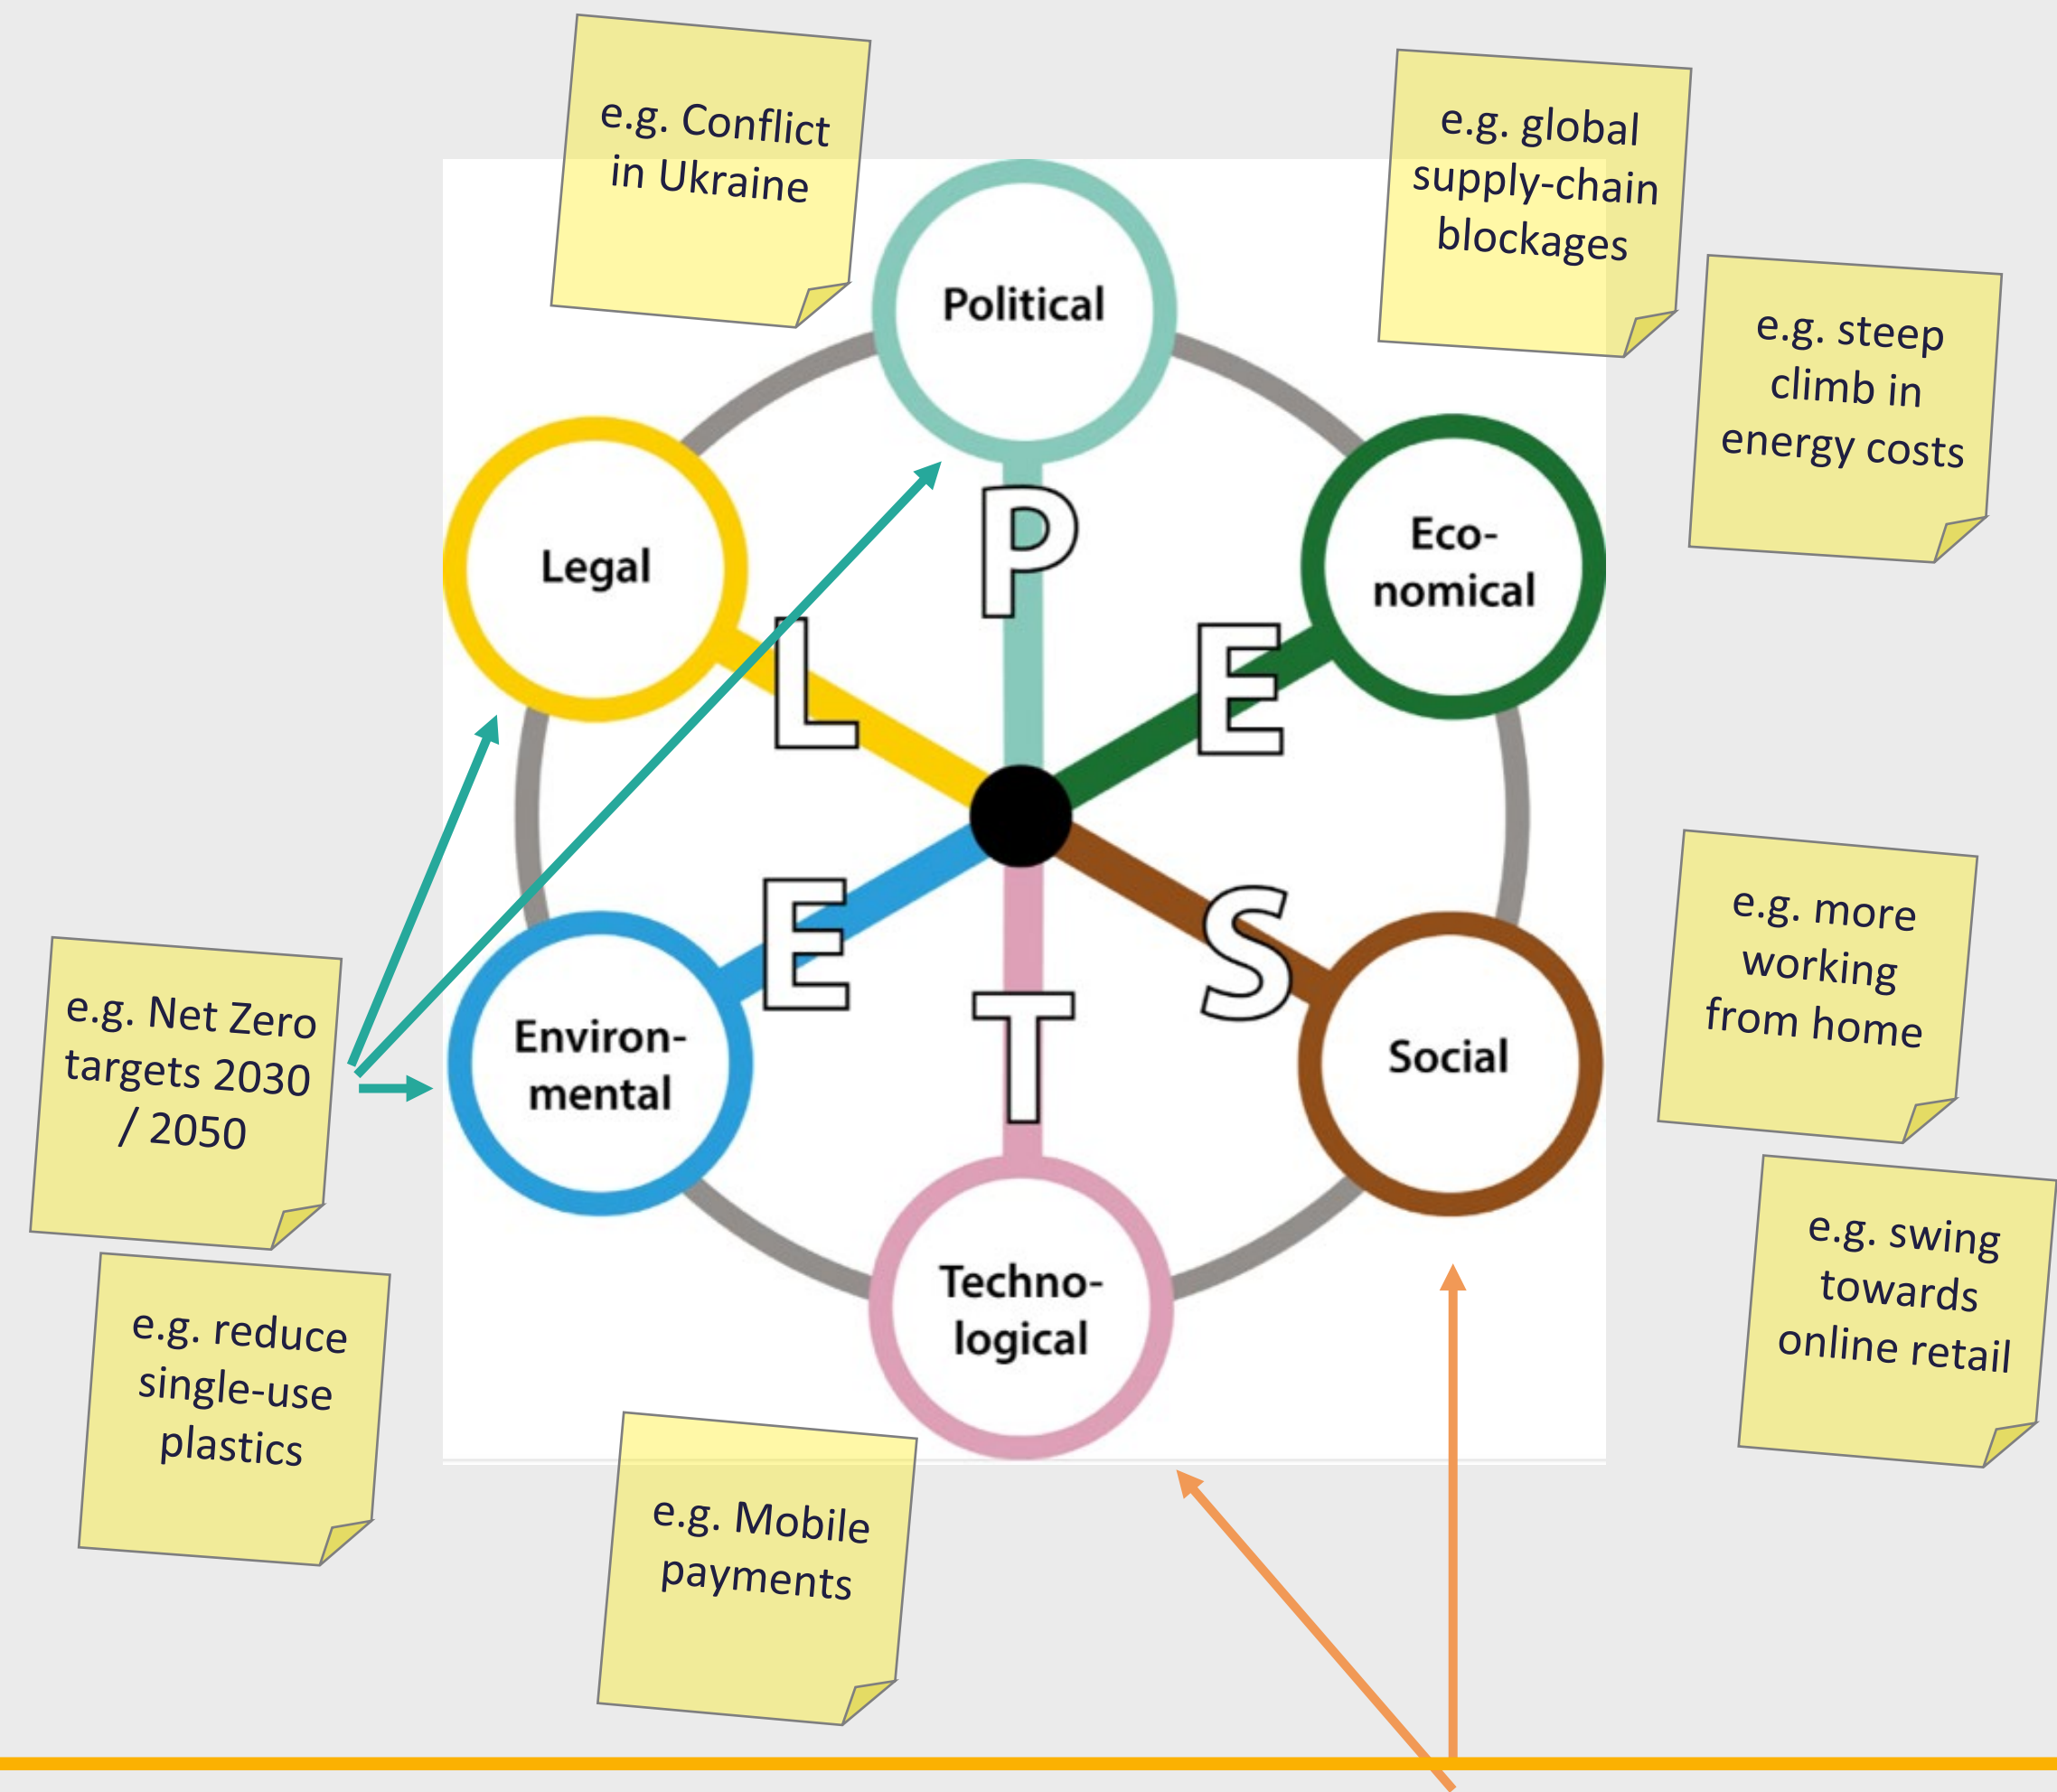 e.g. Conflict
in Ukraine
e.g. global
supply-chain
blockages
e.g. steep
climb in
energy costs
Political
Legal
Eco-
nomical
P
L
E
E
S
T
Environ-
mental
Social
Techno-
logical
e.g. more
working
from home
e.g. Net Zero
targets 2030
/ 2050
e.g. swing
towards
online retail
e.g. reduce
single-use
plastics
e.g. Mobile
payments